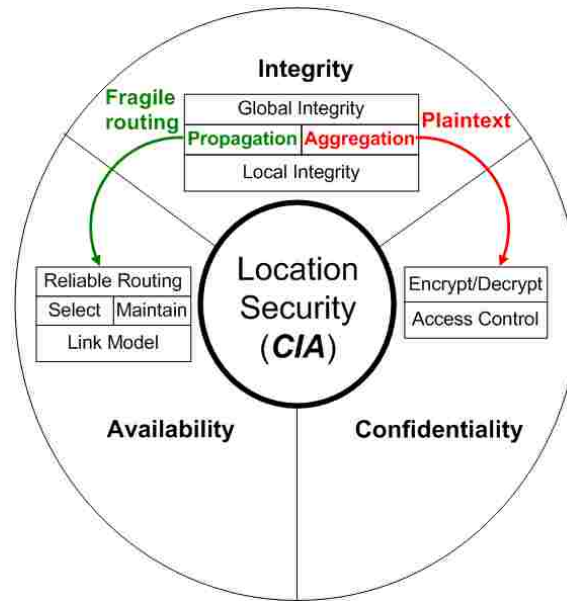 Integrity
Fragile
routing
Plaintext
Global Integrity
Propagation Aggregation
Local Integrity
Reliable Routing
Select Maintain
Link Model
Location
Security
(CIA)
Encrypt/Decrypt
Access Control
Availability
Confidentiality